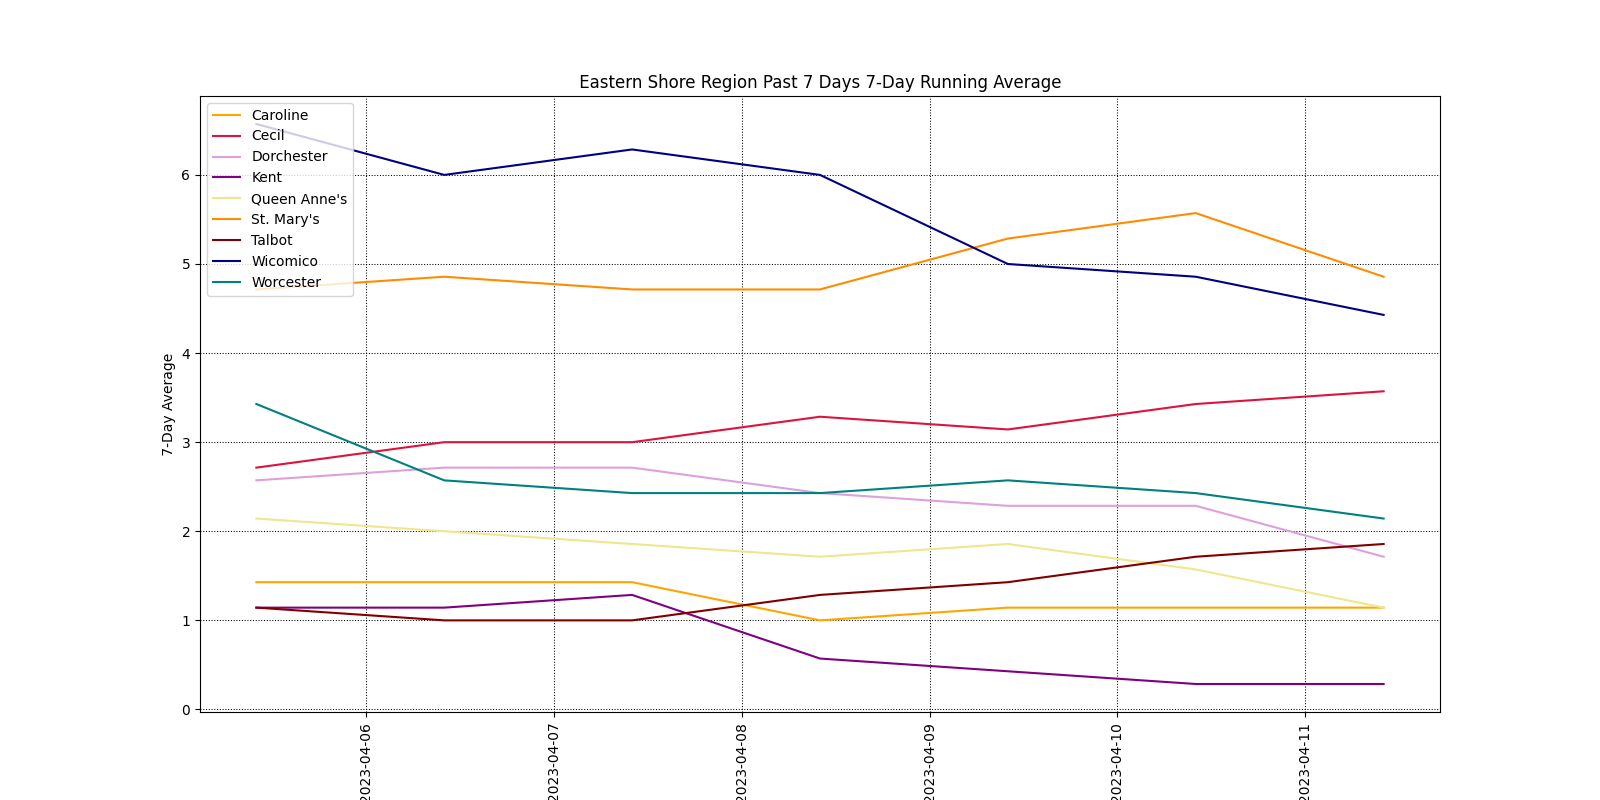 Eastern Shore Region Past 7 Days 7-Day Running Average
Caroline
Cecil
Dorchester
Kent
Queen Anne's
St. Mary's
Talbot
Wicomico
Worcester
7-Day Average
6
5
4
3
2
1
0
2023-04-06
2023-04-07
2023-04-08
2023-04-09
2023-04-10
2023-04-11